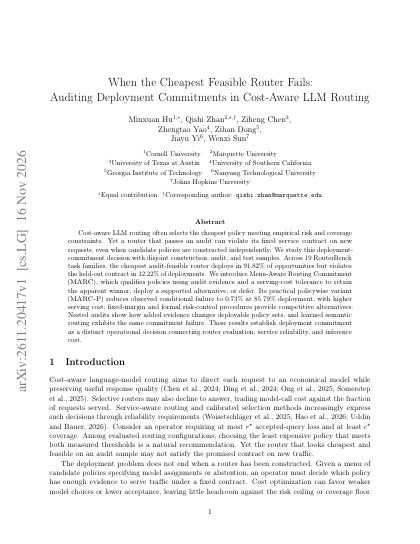 When the Cheapest Feasible Router Fails:
Auditing Deployment Commitments in Cost-Aware LLM Routing
Minxuan Hu1,*, Qishi Zhan2,*,†, Ziheng Chen3,
Zhengtao Yao4, Zihan Dong5,
Jiayu Yi6, Wenxi Sun7
1Cornell University 2Marquette University
3University of Texas at Austin 4University of Southern California
5Georgia Institute of Technology 6Nanyang Technological University
7Johns Hopkins University
*Equal contribution. †Corresponding author: qishi.zhan@marquette.edu
arXiv:2611.20417v1 [cs.LG] 16 Nov 2026
Abstract
Cost-aware LLM routing often selects the cheapest policy meeting empirical risk and coverage
constraints. Yet a router that passes an audit can violate its fixed service contract on new
requests, even when candidate policies are constructed independently. We study this deployment-
commitment decision with disjoint construction, audit, and test samples. Across 19 RouterBench
task families, the cheapest audit-feasible router deploys in 91.82% of opportunities but violates
the held-out contract in 32.22% of deployments. We introduce Menu-Aware Routing Commitment
(MARC), which qualifies policies using audit evidence and a serving-cost tolerance to retain
the apparent winner, deploy a supported alternative, or defer. Its practical policywise variant
(MARC-P) reduces observed conditional failure to 0.73% at 85.79% deployment, with higher
serving cost; fixed-margin and formal risk-control procedures provide competitive alternatives.
Nested audits show how added evidence changes deployable policy sets, and learned semantic
routing exhibits the same commitment failure. These results establish deployment commitment
as a distinct operational decision connecting router evaluation, service reliability, and inference
cost.
1 Introduction
Cost-aware language-model routing aims to direct each request to an economical model while
preserving useful response quality (Chen et al., 2024; Ding et al., 2024; Ong et al., 2025; Somerstep
et al., 2025). Selective routers may also decline to answer, trading model-call cost against the fraction
of requests served. Service-aware routing and calibrated selection methods increasingly express
such decisions through reliability requirements (Woisetschläger et al., 2025; Hao et al., 2026; Uddin
and Bauer, 2026). Consider an operator requiring at most r* accepted-query loss and at least c*
coverage. Among evaluated routing configurations, choosing the least expensive policy that meets
both measured thresholds is a natural recommendation. Yet the router that looks cheapest and
feasible on an audit sample may not satisfy the promised contract on new traffic.
The deployment problem does not end when a router has been constructed. Given a menu of
candidate policies specifying model assignments or abstention, an operator must decide which policy
has enough evidence to serve traffic under a fixed contract. Cost optimization can favor weaker
model choices or lower acceptance, leaving little headroom against the risk ceiling or coverage floor.
1